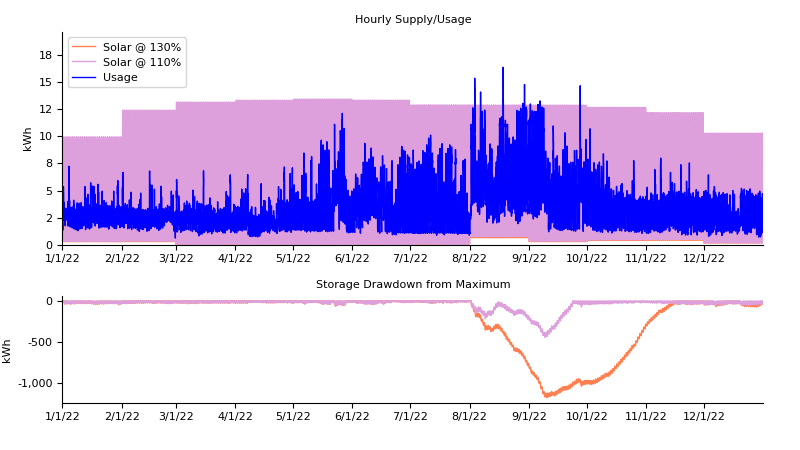 Hourly Supply/Usage
Solar @ 130%
Solar @ 110%
Usage
kWh
18
15
12
10
8
5
2
0
1/1/22 2/1/22 3/1/22 4/1/22 5/1/22 6/1/22 7/1/22 8/1/22 9/1/22 10/1/22 11/1/22 12/1/22
Storage Drawdown from Maximum
kWh
0
-500
-1,000
1/1/22 2/1/22 3/1/22 4/1/22 5/1/22 6/1/22 7/1/22 8/1/22 9/1/22 10/1/22 11/1/22 12/1/22